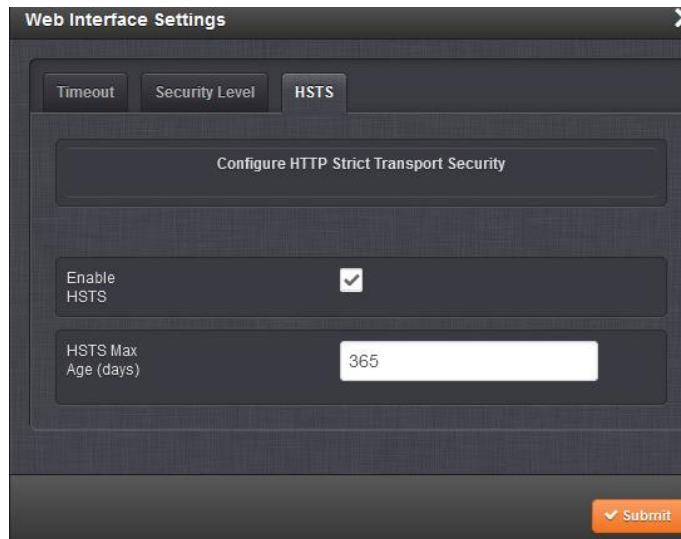 Web Interface Settings
Timeout Security Level HSTS
Configure HTTP Strict Transport Security
Enable
HSTS
HSTS Max
Age (days)
365
Submit